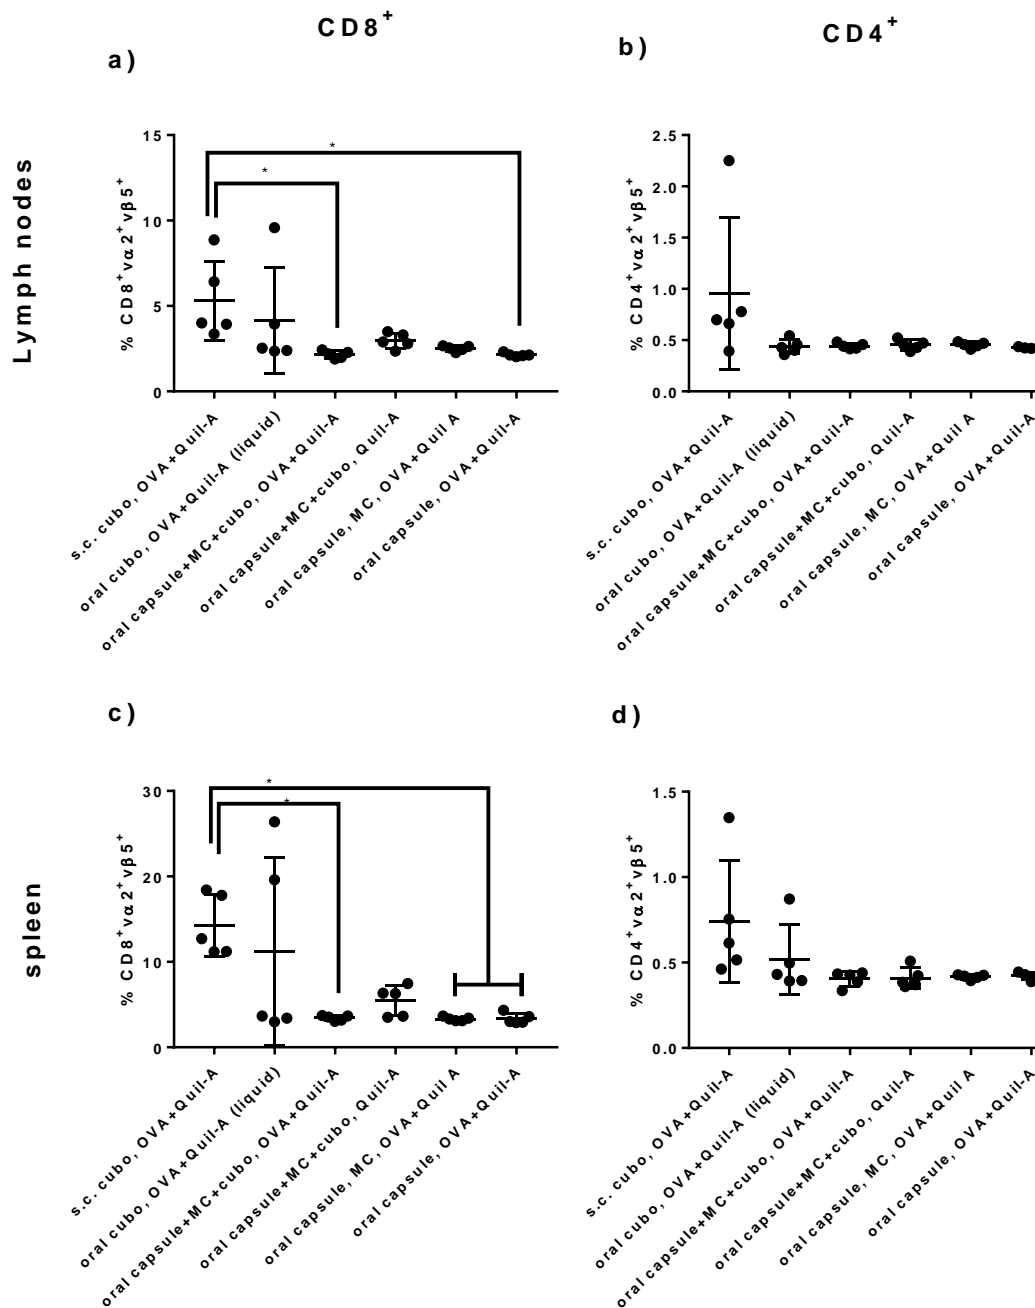 CD8⁺
CD4⁺
a)
b)
Lymph nodes
% CD8⁺vα2⁺vβ5⁺
15
10
5
0
*
*
s.c. cubo, OVA+Quil-A
oral cubo, OVA+Quil-A (liquid)
oral capsule+MC+cubo, OVA+Quil-A
oral capsule+MC+cubo, Quil-A
oral capsule, MC, OVA+Quil A
oral capsule, OVA+Quil-A
% CD4⁺vα2⁺vβ5⁺
2.5
2.0
1.5
1.0
0.5
0.0
s.c. cubo, OVA+Quil-A
oral cubo, OVA+Quil-A (liquid)
oral capsule+MC+cubo, OVA+Quil-A
oral capsule+MC+cubo, Quil-A
oral capsule, MC, OVA+Quil A
oral capsule, OVA+Quil-A
c)
d)
spleen
% CD8⁺vα2⁺vβ5⁺
30
20
10
0
*
*
s.c. cubo, OVA+Quil-A
oral cubo, OVA+Quil-A (liquid)
oral capsule+MC+cubo, OVA+Quil-A
oral capsule+MC+cubo, Quil-A
oral capsule, MC, OVA+Quil A
oral capsule, OVA+Quil-A
% CD4⁺vα2⁺vβ5⁺
1.5
1.0
0.5
0.0
s.c. cubo, OVA+Quil-A
oral cubo, OVA+Quil-A (liquid)
oral capsule+MC+cubo, OVA+Quil-A
oral capsule+MC+cubo, Quil-A
oral capsule, MC, OVA+Quil A
oral capsule, OVA+Quil-A